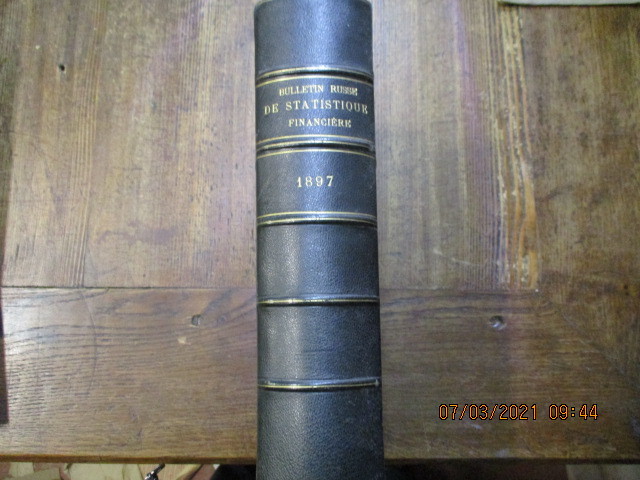 BULLETIN RUSSE
DE STATISTIQUE
FINANCIÈRE
1897
07/03/2021 09:44